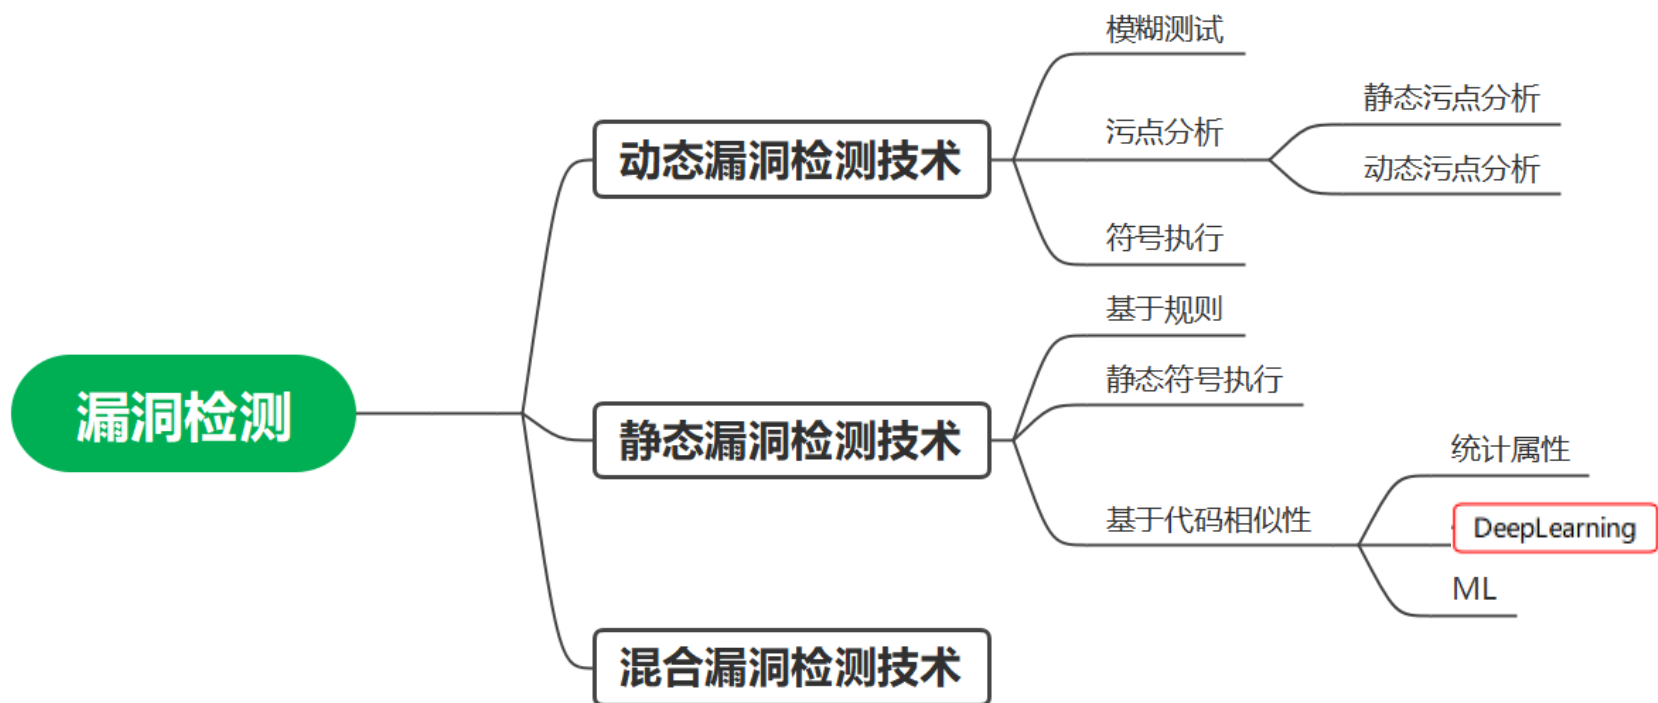 漏洞检测
动态漏洞检测技术
模糊测试
污点分析
静态污点分析
动态污点分析
符号执行
静态漏洞检测技术
基于规则
静态符号执行
基于代码相似性
统计属性
DeepLearning
ML
混合漏洞检测技术